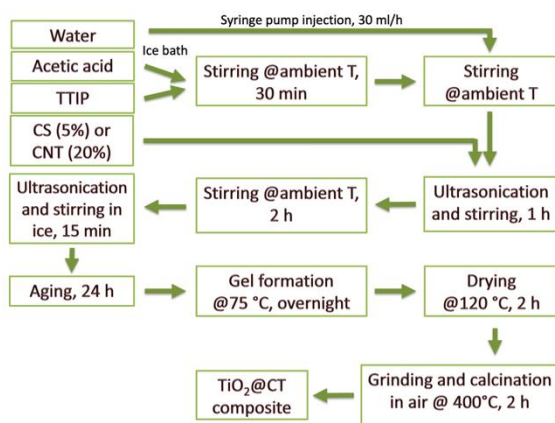 Syringe pump injection, 30 ml/h
Water
Ice bath
Acetic acid
TTIP
Stirring @ambient T,
30 min
Stirring
@ambient T
CS (5%) or
CNT (20%)
Ultrasonication
and stirring in
ice, 15 min
Stirring @ambient T,
2 h
Ultrasonication
and stirring, 1 h
Aging, 24 h
Gel formation
@75 °C, overnight
Drying
@120 °C, 2 h
TiO₂@CT
composite
Grinding and calcination
in air @ 400°C, 2 h